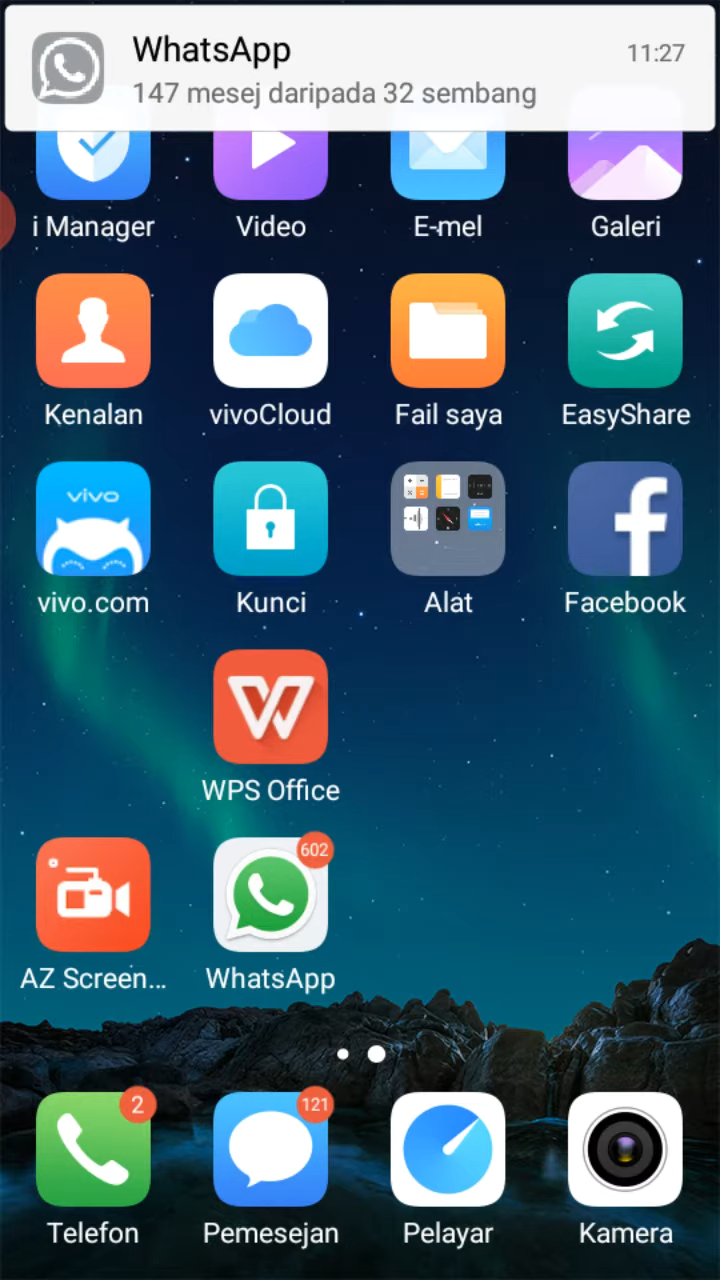 WhatsApp 11:27
147 mesej daripada 32 sembang
i Manager Video E-mel Galeri
Kenalan vivoCloud Fail saya EasyShare
vivo
vivo.com Kunci Alat Facebook
WPS Office
602
AZ Screen... WhatsApp
2 121
Telefon Pemesejan Pelayar Kamera